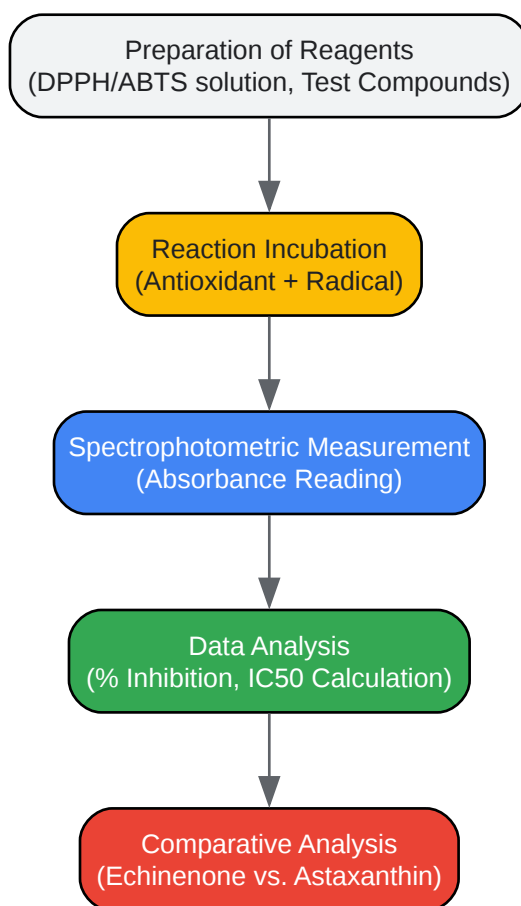 Preparation of Reagents
(DPPH/ABTS solution, Test Compounds)
Reaction Incubation
(Antioxidant + Radical)
Spectrophotometric Measurement
(Absorbance Reading)
Data Analysis
(% Inhibition, IC50 Calculation)
Comparative Analysis
(Echinenone vs. Astaxanthin)